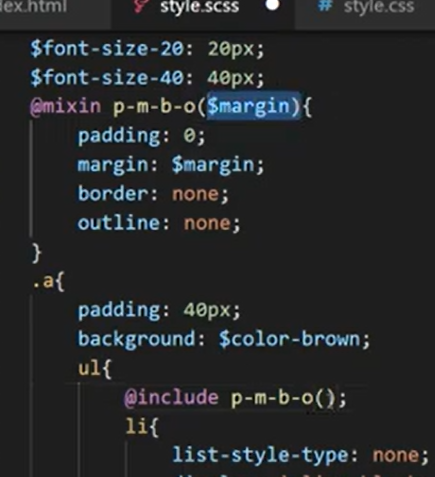 dex.html style.scss # style.css
$font-size-20: 20px;
$font-size-40: 40px;
@mixin p-m-b-o($margin){
padding: 0;
margin: $margin;
border: none;
outline: none;
}
.a{
padding: 40px;
background: $color-brown;
ul{
@include p-m-b-o();
li{
list-style-type: none;